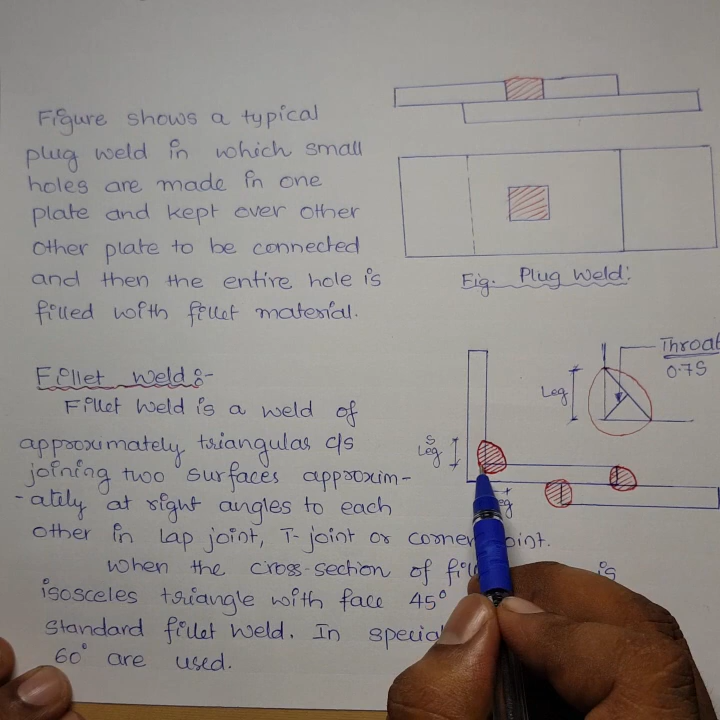 Figure shows a typical
plug weld in which small
holes are made in one
plate and kept over other
other plate to be connected
and then the entire hole is
filled with fillet material.
Fig. Plug Weld:
Fillet Weld:-
Fillet weld is a weld of
approximately triangular c/s
joining two surfaces approxim-
-ately at right angles to each
other in Lap joint, T-joint or corner joint.
When the cross-section of is
isosceles triangle with face 45°
standard fillet weld. In
60° are used.
Throat
0.7S
Leg
S
Leg